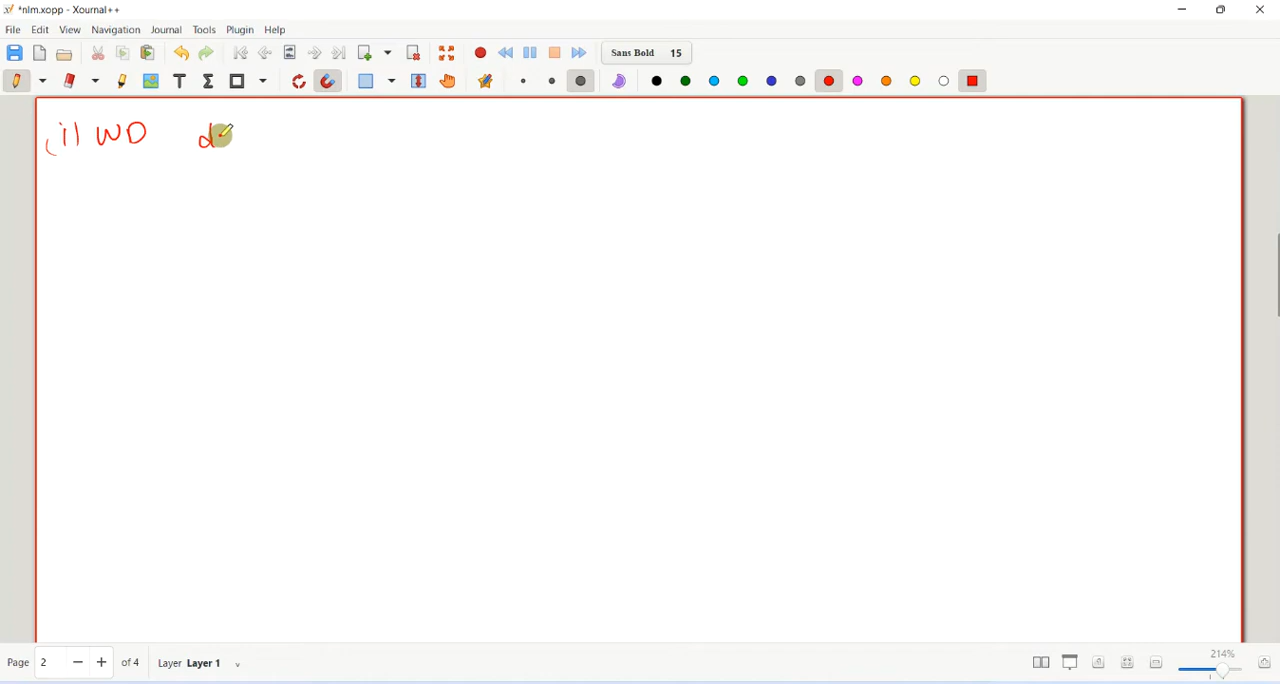 *nlm.xopp - Xournal++
File Edit View Navigation Journal Tools Plugin Help
Sans Bold 15
WD
Page 2 of 4 Layer Layer 1 214%